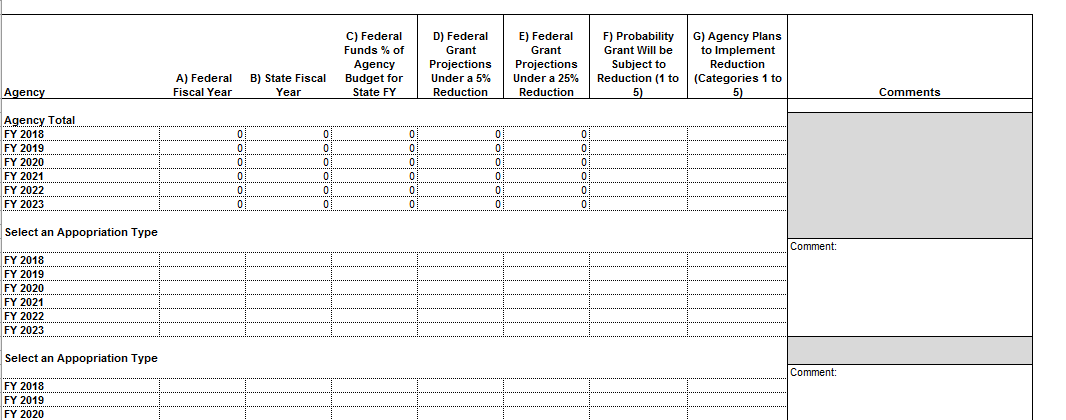 C) Federal D) Federal E) Federal F) Probability G) Agency Plans
Funds % of Grant Grant Grant Will be to Implement
Agency Projections Projections Subject to Reduction
A) Federal B) State Fiscal Budget for Under a 5% Under a 25% Reduction (1 to (Categories 1 to
Agency Fiscal Year Year State FY Reduction Reduction 5) 5) Comments
Agency Total
FY 2018 0 0 0 0 0
FY 2019 0 0 0 0 0
FY 2020 0 0 0 0 0
FY 2021 0 0 0 0 0
FY 2022 0 0 0 0 0
FY 2023 0 0 0 0 0
Select an Appopriation Type
Comment:
FY 2018
FY 2019
FY 2020
FY 2021
FY 2022
FY 2023
Select an Appopriation Type
Comment:
FY 2018
FY 2019
FY 2020